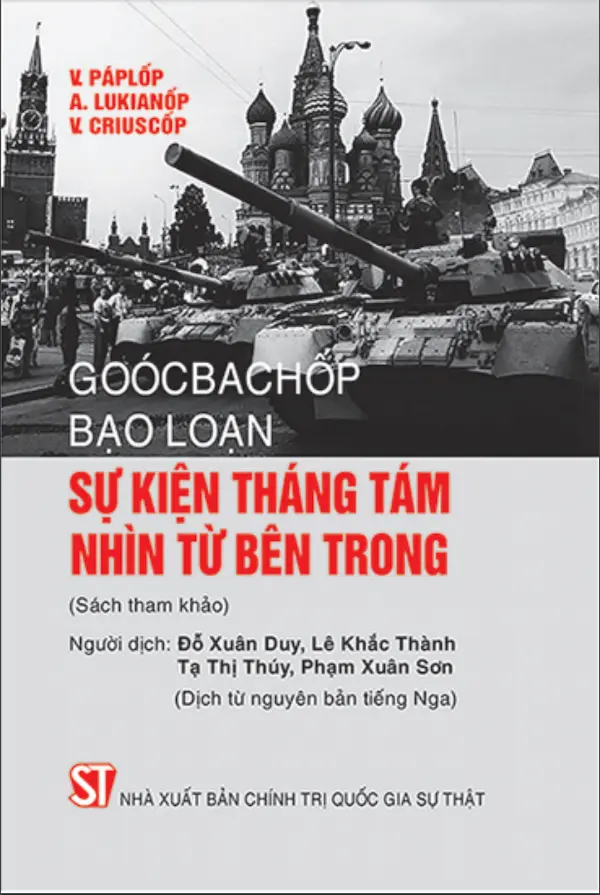 V. PÁPLỐP
A. LUKIANỐP
V. CRIUSCỐP
GOÓCBACHỐP
BẠO LOẠN
SỰ KIỆN THÁNG TÁM
NHÌN TỪ BÊN TRONG
(Sách tham khảo)
Người dịch: Đỗ Xuân Duy, Lê Khắc Thành
Tạ Thị Thúy, Phạm Xuân Sơn
(Dịch từ nguyên bản tiếng Nga)
ST NHÀ XUẤT BẢN CHÍNH TRỊ QUỐC GIA SỰ THẬT